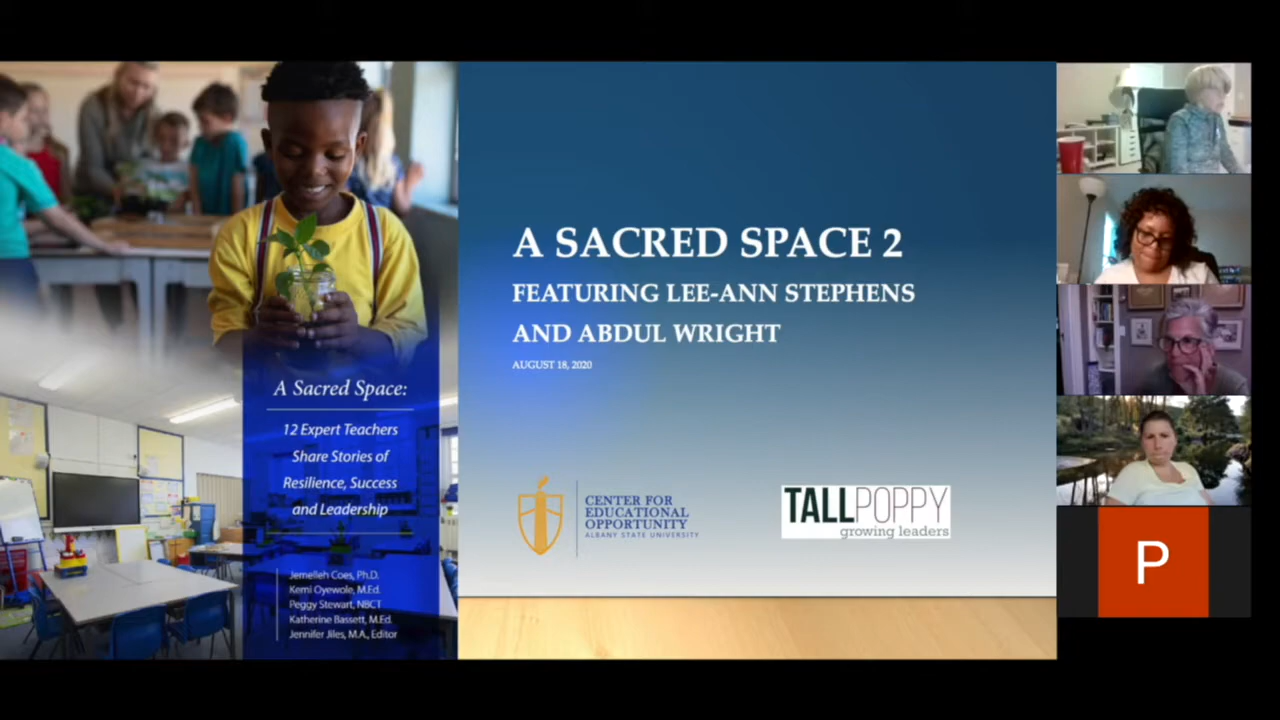 A Sacred Space:
12 Expert Teachers
Share Stories of
Resilience, Success
and Leadership
Jemelleh Coes, Ph.D.
Kemi Oyewole, M.Ed.
Peggy Stewart, NBCT
Katherine Bassett, M.Ed.
Jennifer Jiles, M.A., Editor
A SACRED SPACE 2
FEATURING LEE-ANN STEPHENS
AND ABDUL WRIGHT
AUGUST 18, 2020
CENTER FOR
EDUCATIONAL
OPPORTUNITY
ALBANY STATE UNIVERSITY
TALLPOPPY
growing leaders
P